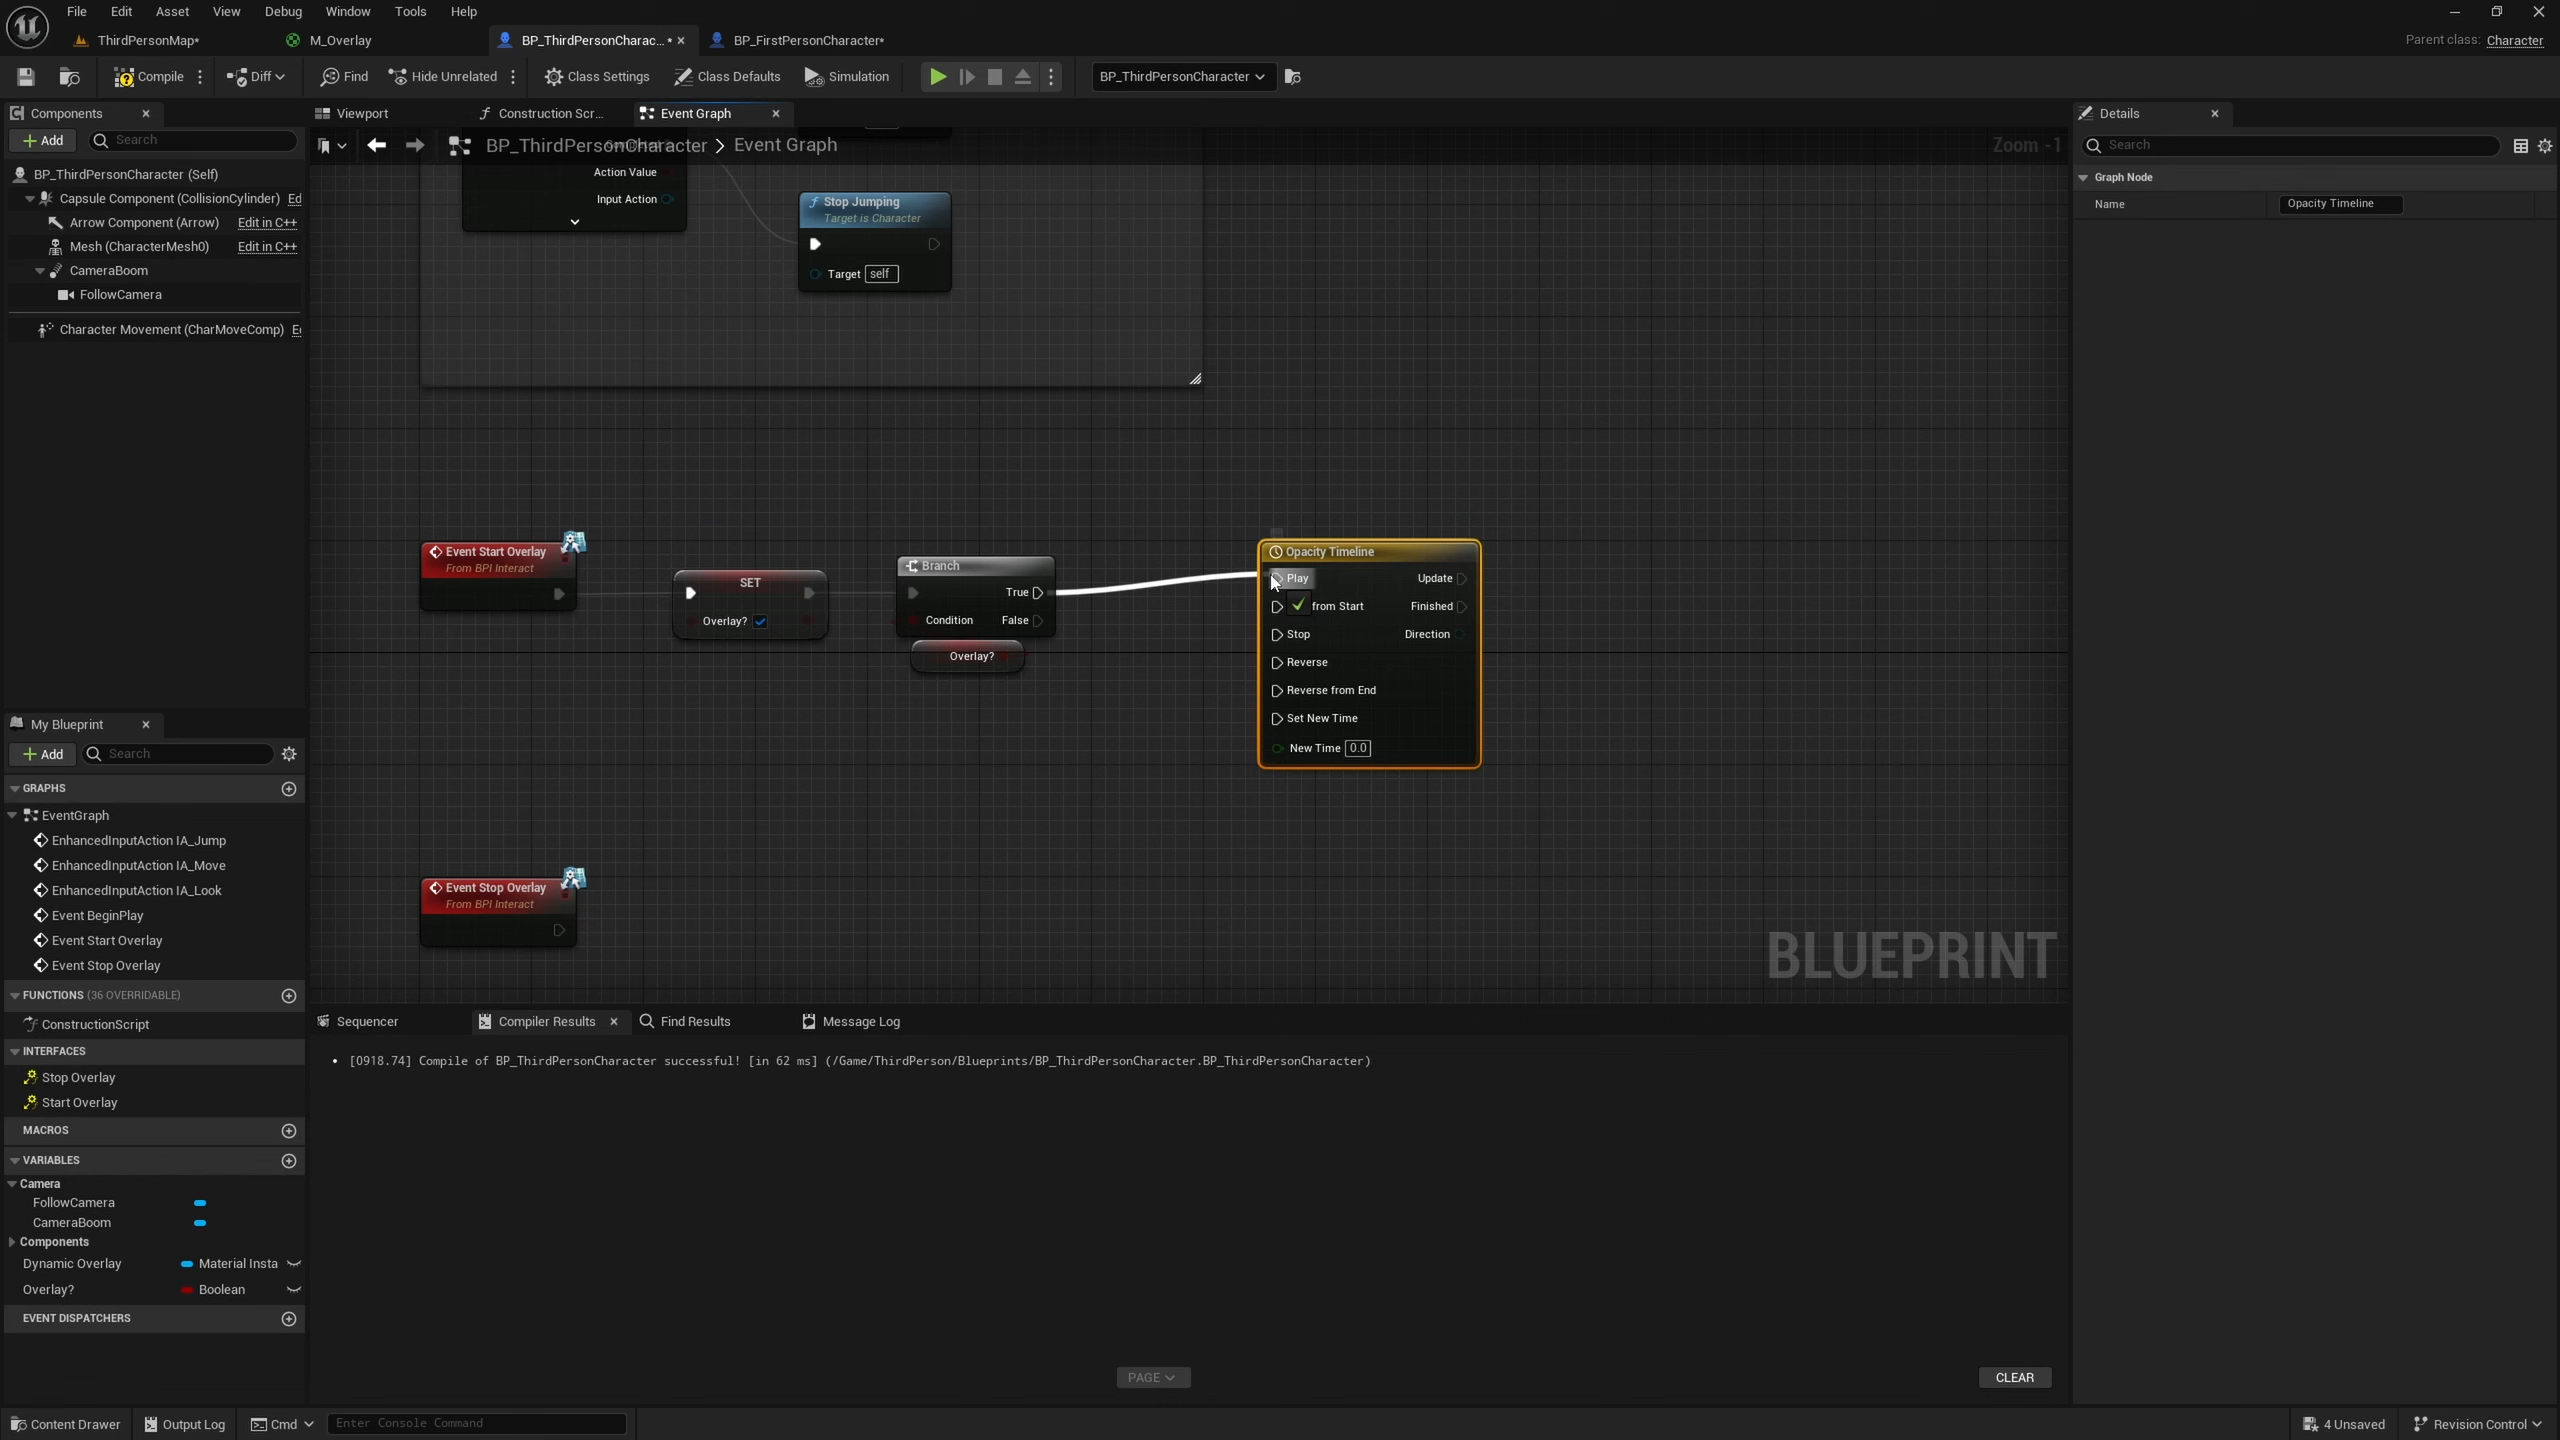 File Edit Asset View Debug Window Tools Help
ThirdPersonMap* M_Overlay BP_ThirdPersonCharac... * BP_FirstPersonCharacter* Parent class: Character
Compile Diff Find Hide Unrelated Class Settings Class Defaults Simulation BP_ThirdPersonCharacter
Components Viewport Construction Scr... Event Graph Details
Add Search BP_ThirdPersonCharacter > Event Graph Zoom -1 Search
BP_ThirdPersonCharacter (Self) Graph Node
Capsule Component (CollisionCylinder) Ed Name Opacity Timeline
Arrow Component (Arrow) Edit in C++
Mesh (CharacterMesh0) Edit in C++
CameraBoom
FollowCamera
Character Movement (CharMoveComp)
Action Value
Input Action
Stop Jumping
Target is Character
Target self
Event Start Overlay
From BPI Interact
SET
Overlay?
Branch
True
Condition False
Overlay?
Opacity Timeline
Play Update
from Start Finished
Stop Direction
Reverse
Reverse from End
Set New Time
New Time 0.0
Event Stop Overlay
From BPI Interact
BLUEPRINT
My Blueprint
Add Search
GRAPHS
EventGraph
EnhancedInputAction IA_Jump
EnhancedInputAction IA_Move
EnhancedInputAction IA_Look
Event BeginPlay
Event Start Overlay
Event Stop Overlay
FUNCTIONS (36 OVERRIDABLE)
ConstructionScript
INTERFACES
Stop Overlay
Start Overlay
MACROS
VARIABLES
Camera
FollowCamera
CameraBoom
Components
Dynamic Overlay Material Insta
Overlay? Boolean
EVENT DISPATCHERS
Sequencer Compiler Results Find Results Message Log
[0918.74] Compile of BP_ThirdPersonCharacter successful! [in 62 ms] (/Game/ThirdPerson/Blueprints/BP_ThirdPersonCharacter.BP_ThirdPersonCharacter)
PAGE CLEAR
Content Drawer Output Log Cmd Enter Console Command 4 Unsaved Revision Control